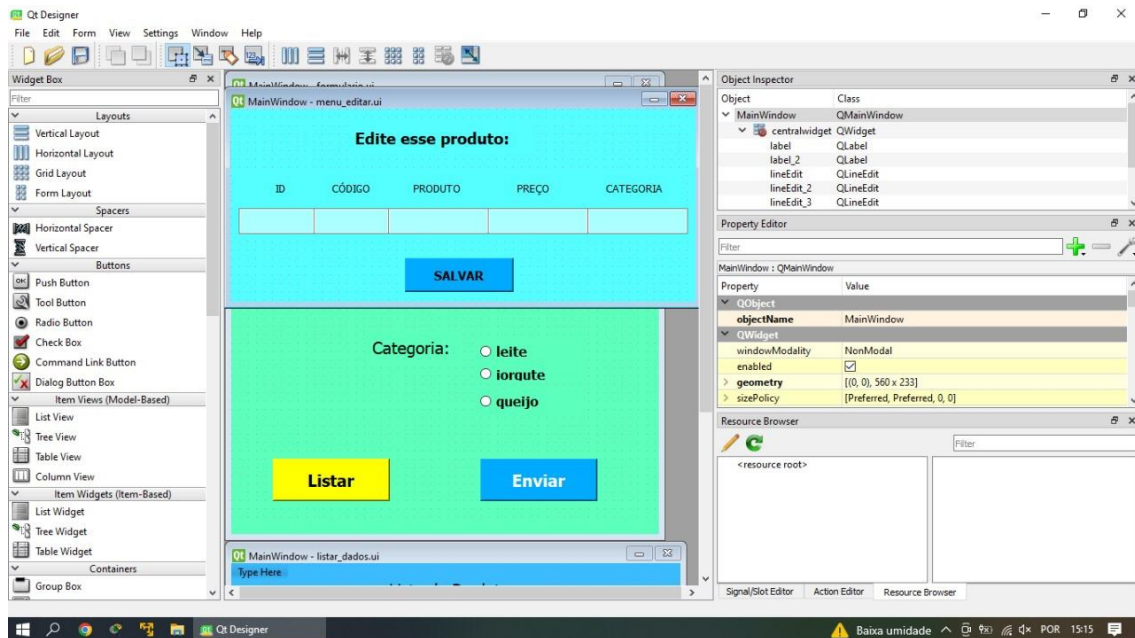 Qt Designer
File Edit Form View Settings Window Help
Widget Box
Filter
Layouts
Vertical Layout
Horizontal Layout
Grid Layout
Form Layout
Spacers
Horizontal Spacer
Vertical Spacer
Buttons
Push Button
Tool Button
Radio Button
Check Box
Command Link Button
Dialog Button Box
Item Views (Model-Based)
List View
Tree View
Table View
Column View
Item Widgets (Item-Based)
List Widget
Tree Widget
Table Widget
Containers
Group Box
MainWindow - formulario.ui
MainWindow - menu_editar.ui
Edite esse produto:
ID CÓDIGO PRODUTO PREÇO CATEGORIA
SALVAR
Categoria:
leite
iorgute
queijo
Listar Enviar
MainWindow - listar_dados.ui
Type Here
Object Inspector
Object Class
MainWindow QMainWindow
centralwidget QWidget
label QLabel
label_2 QLabel
lineEdit QLineEdit
lineEdit_2 QLineEdit
lineEdit_3 QLineEdit
Property Editor
Filter
MainWindow : QMainWindow
Property Value
QObject
objectName MainWindow
QWidget
windowModality NonModal
enabled
geometry [(0, 0), 560 x 233]
sizePolicy [Preferred, Preferred, 0, 0]
Resource Browser
Filter
<resource root>
Signal/Slot Editor Action Editor Resource Browser
Qt Designer
Baixa umidade POR 15:15